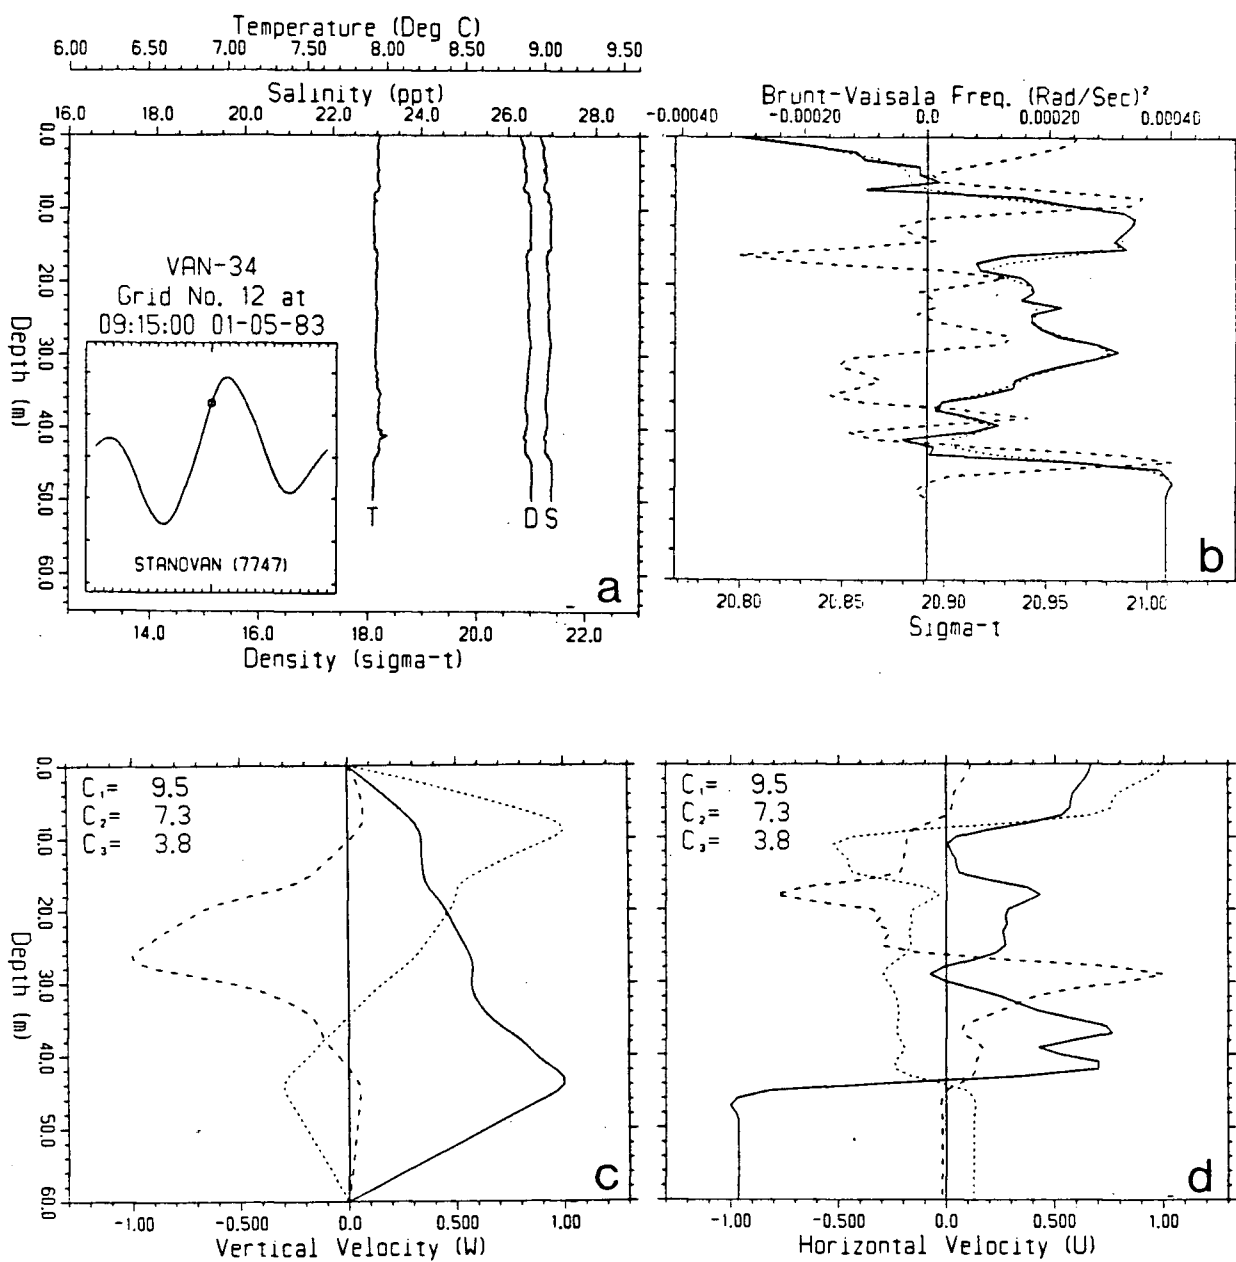 Temperature (Deg C)
6.00 6.50 7.00 7.50 8.00 8.50 9.00 9.50
Salinity (ppt)
16.0 18.0 20.0 22.0 24.0 26.0 28.0
0.0
10.0
20.0
30.0
40.0
50.0
60.0
Depth (m)
VAN-34
Grid No. 12 at
09:15:00 01-05-83
STANOVAN (7747)
T D S
a
14.0 16.0 18.0 20.0 22.0
Density (sigma-t)
Brunt-Vaisala Freq. (Rad/Sec)²
-0.00040 -0.00020 0.0 0.00020 0.00040
b
20.80 20.85 20.90 20.95 21.00
Sigma-t
C₁= 9.5
C₂= 7.3
C₃= 3.8
0.0
10.0
20.0
30.0
40.0
50.0
60.0
Depth (m)
c
-1.00 -0.500 0.0 0.500 1.00
Vertical Velocity (W)
C₁= 9.5
C₂= 7.3
C₃= 3.8
d
-1.00 -0.500 0.0 0.500 1.00
Horizontal Velocity (U)